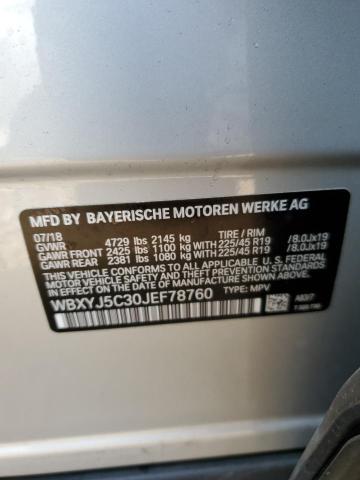 MFD BY BAYERISCHE MOTOREN WERKE AG
07/18 TIRE / RIM
GVWR 4729 lbs 2145 kg
GAWR FRONT 2425 lbs 1100 kg 225/45 R19 /8.0Jx19
GAWR REAR 2381 lbs 1080 kg 225/45 R19 /8.0Jx19
THIS VEHICLE CONFORMS TO ALL APPLICABLE FEDERAL
MOTOR VEHICLE SAFETY AND THEFT PREVENTION
STANDARDS IN EFFECT ON THE DATE OF MANUFACTURE
SHOWN ABOVE.
WBXYJ5C30JEF78760 TYPE: MPV